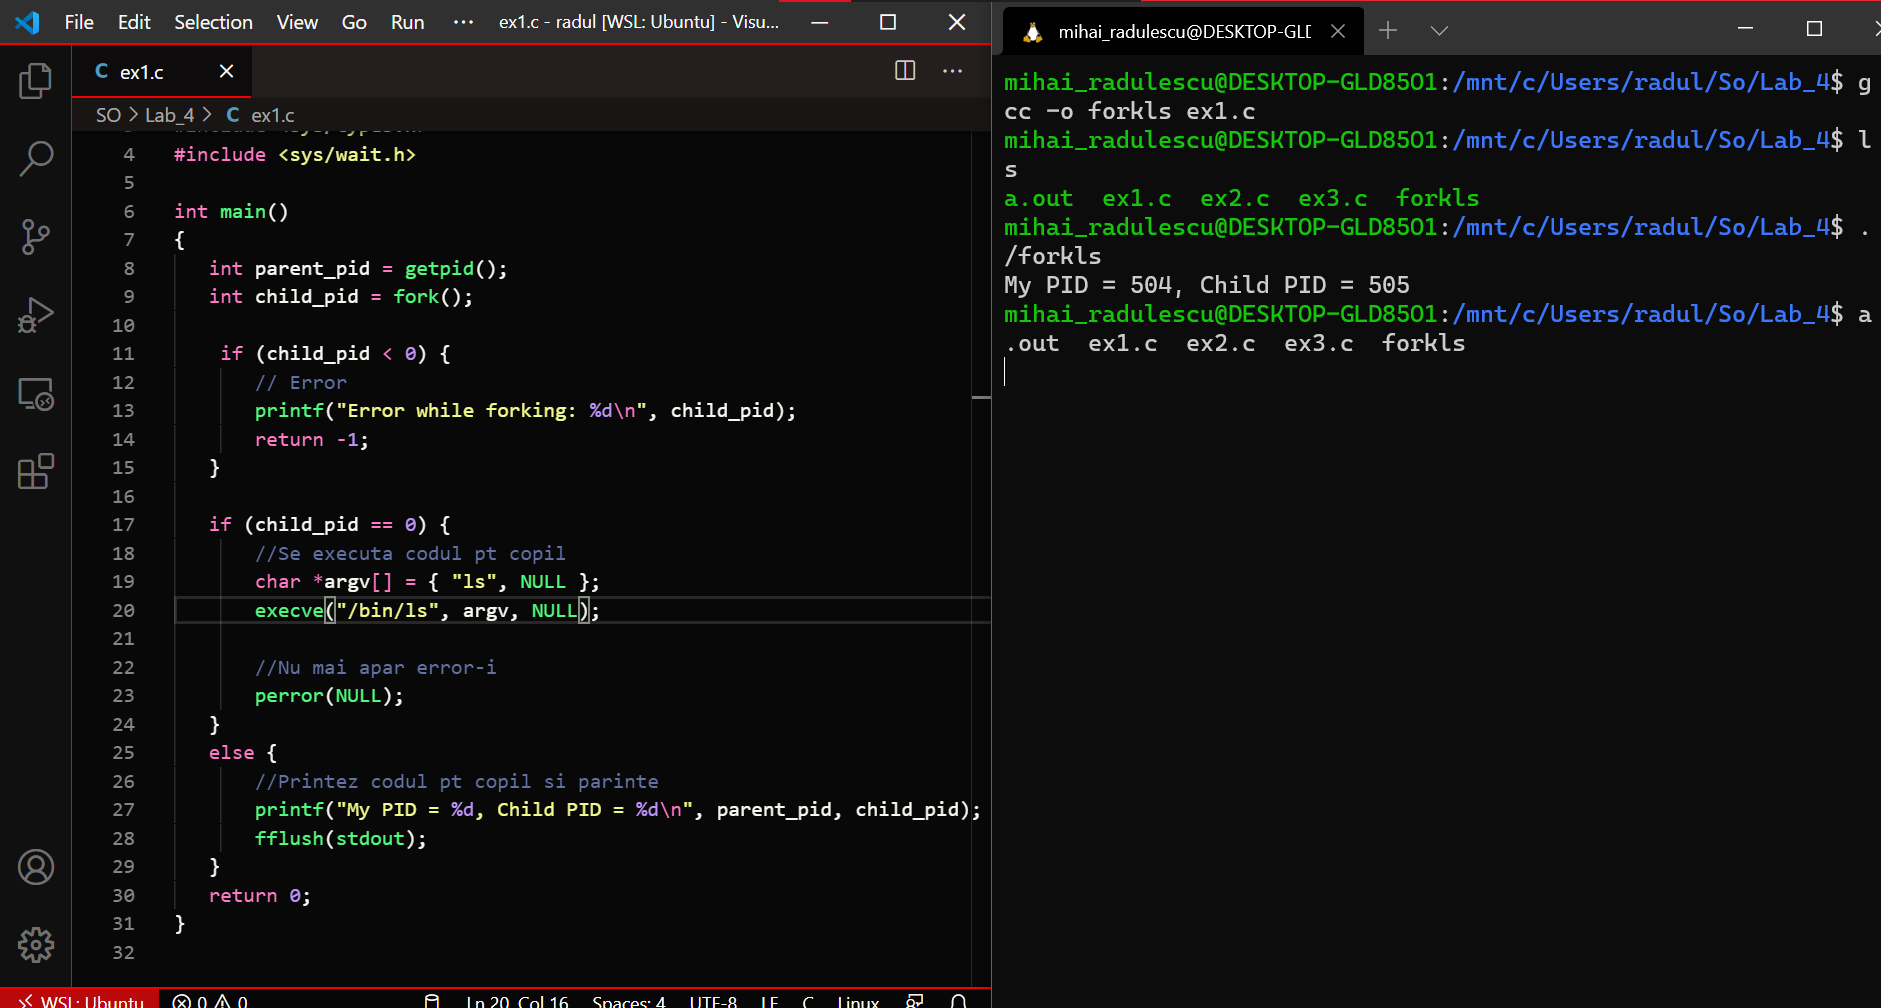 File Edit Selection View Go Run ··· ex1.c - radul [WSL: Ubuntu] - Visu...
C ex1.c
SO > Lab_4 > C ex1.c
4 #include <sys/wait.h>
5
6 int main()
7 {
8 int parent_pid = getpid();
9 int child_pid = fork();
10
11 if (child_pid < 0) {
12 // Error
13 printf("Error while forking: %d\n", child_pid);
14 return -1;
15 }
16
17 if (child_pid == 0) {
18 //Se executa codul pt copil
19 char *argv[] = { "ls", NULL };
20 execve("/bin/ls", argv, NULL);
21
22 //Nu mai apar error-i
23 perror(NULL);
24 }
25 else {
26 //Printez codul pt copil si parinte
27 printf("My PID = %d, Child PID = %d\n", parent_pid, child_pid);
28 fflush(stdout);
29 }
30 return 0;
31 }
32
WSL: Ubuntu 0 0 Ln 20, Col 16 Spaces: 4 UTF-8 LF C Linux
mihai_radulescu@DESKTOP-GLD
mihai_radulescu@DESKTOP-GLD85O1:/mnt/c/Users/radul/So/Lab_4$ g
cc -o forkls ex1.c
mihai_radulescu@DESKTOP-GLD85O1:/mnt/c/Users/radul/So/Lab_4$ l
s
a.out ex1.c ex2.c ex3.c forkls
mihai_radulescu@DESKTOP-GLD85O1:/mnt/c/Users/radul/So/Lab_4$ .
/forkls
My PID = 504, Child PID = 505
mihai_radulescu@DESKTOP-GLD85O1:/mnt/c/Users/radul/So/Lab_4$ a
.out ex1.c ex2.c ex3.c forkls